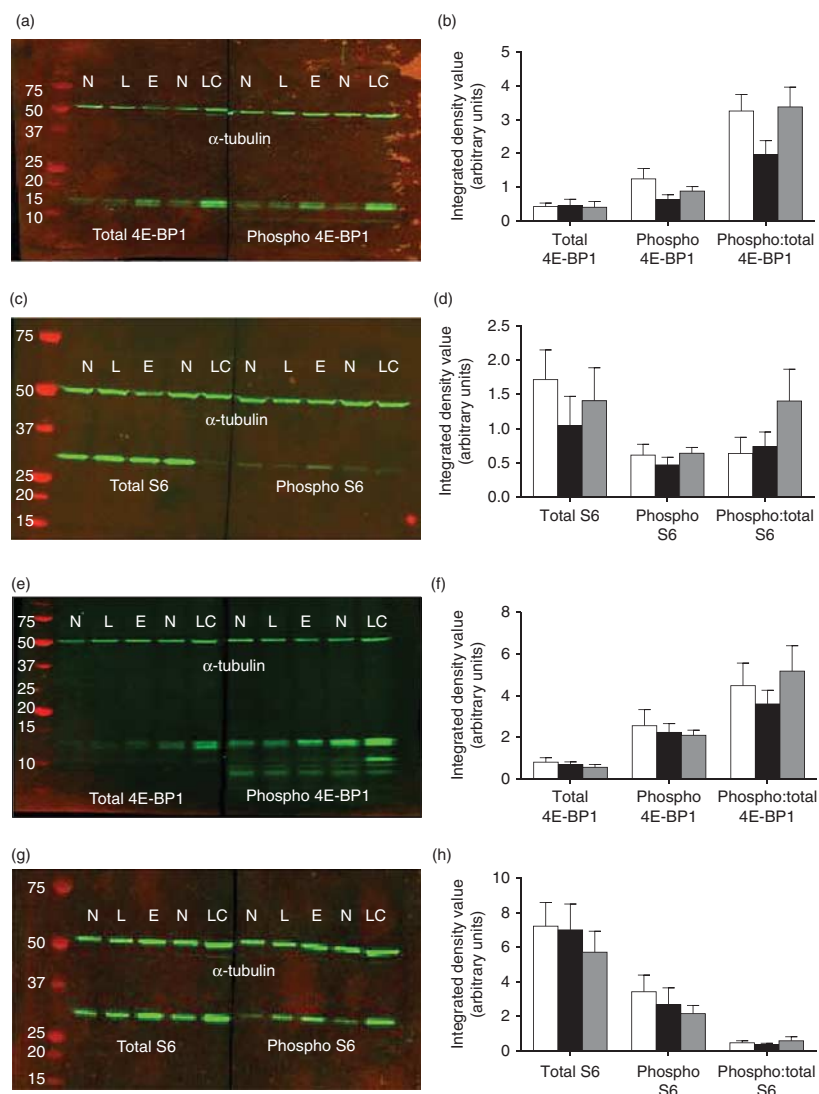 (a)
N L E N LC N L E N LC
75
50
37
25
20
15
10
α-tubulin
Total 4E-BP1 Phospho 4E-BP1
(b)
Integrated density value
(arbitrary units)
5
4
3
2
1
0
Total
4E-BP1
Phospho
4E-BP1
Phospho:total
4E-BP1
(c)
N L E N LC N L E N LC
75
50
37
25
20
15
α-tubulin
Total S6 Phospho S6
(d)
Integrated density value
(arbitrary units)
2.5
2.0
1.5
1.0
0.5
0.0
Total S6
Phospho
S6
Phospho:total
S6
(e)
N L E N LC N L E N LC
75
50
37
25
20
15
10
α-tubulin
Total 4E-BP1 Phospho 4E-BP1
(f)
Integrated density value
(arbitrary units)
8
6
4
2
0
Total
4E-BP1
Phospho
4E-BP1
Phospho:total
4E-BP1
(g)
N L E N LC N L E N LC
75
50
37
25
20
15
α-tubulin
Total S6 Phospho S6
(h)
Integrated density value
(arbitrary units)
10
8
6
4
2
0
Total S6
Phospho
S6
Phospho:total
S6